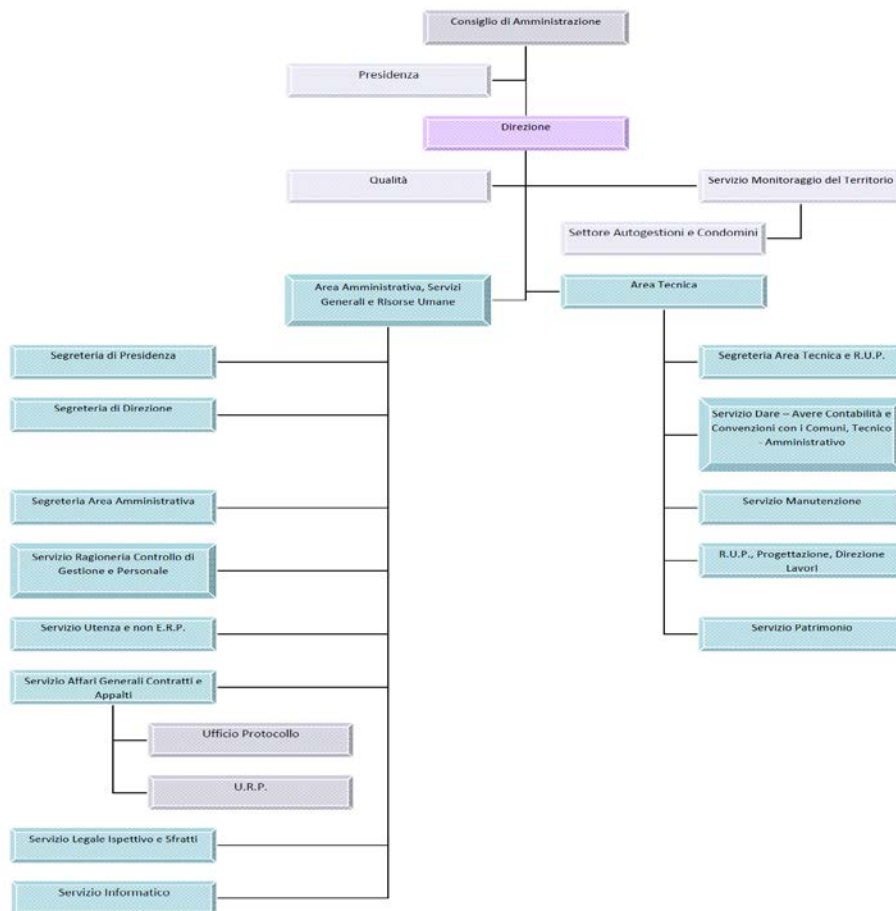 Consiglio di Amministrazione
Presidenza
Direzione
Qualità
Servizio Monitoraggio del Territorio
Settore Autogestioni e Condomini
Area Amministrativa, Servizi
Generali e Risorse Umane
Area Tecnica
Segreteria di Presidenza
Segreteria di Direzione
Segreteria Area Amministrativa
Servizio Ragioneria Controllo di
Gestione e Personale
Servizio Utenza e non E.R.P.
Servizio Affari Generali Contratti e
Appalti
Ufficio Protocollo
U.R.P.
Servizio Legale Ispettivo e Sfratti
Servizio Informatico
Segreteria Area Tecnica e R.U.P.
Servizio Dare – Avere Contabilità e
Convenzioni con i Comuni, Tecnico
- Amministrativo
Servizio Manutenzione
R.U.P., Progettazione, Direzione
Lavori
Servizio Patrimonio